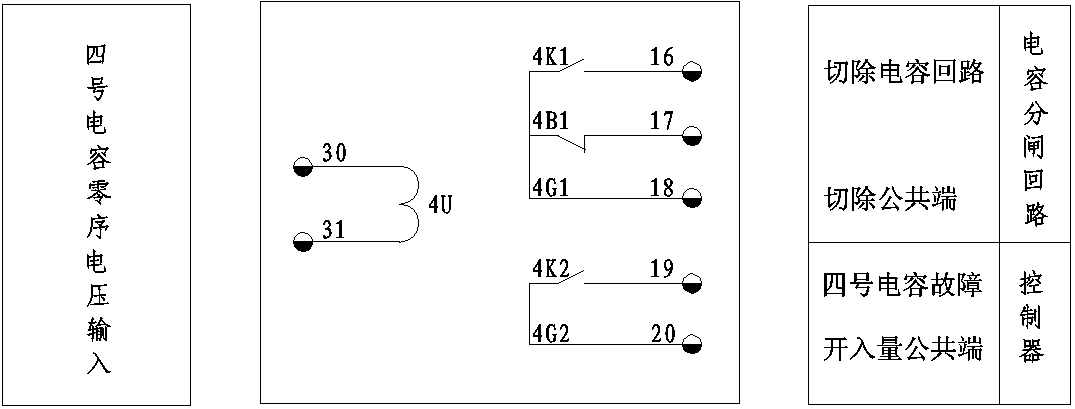 四号电容零序电压输入
30
31
4U
4K1 16
4B1 17
4G1 18
4K2 19
4G2 20
切除电容回路
切除公共端
电容分闸回路
四号电容故障
开入量公共端
控制器